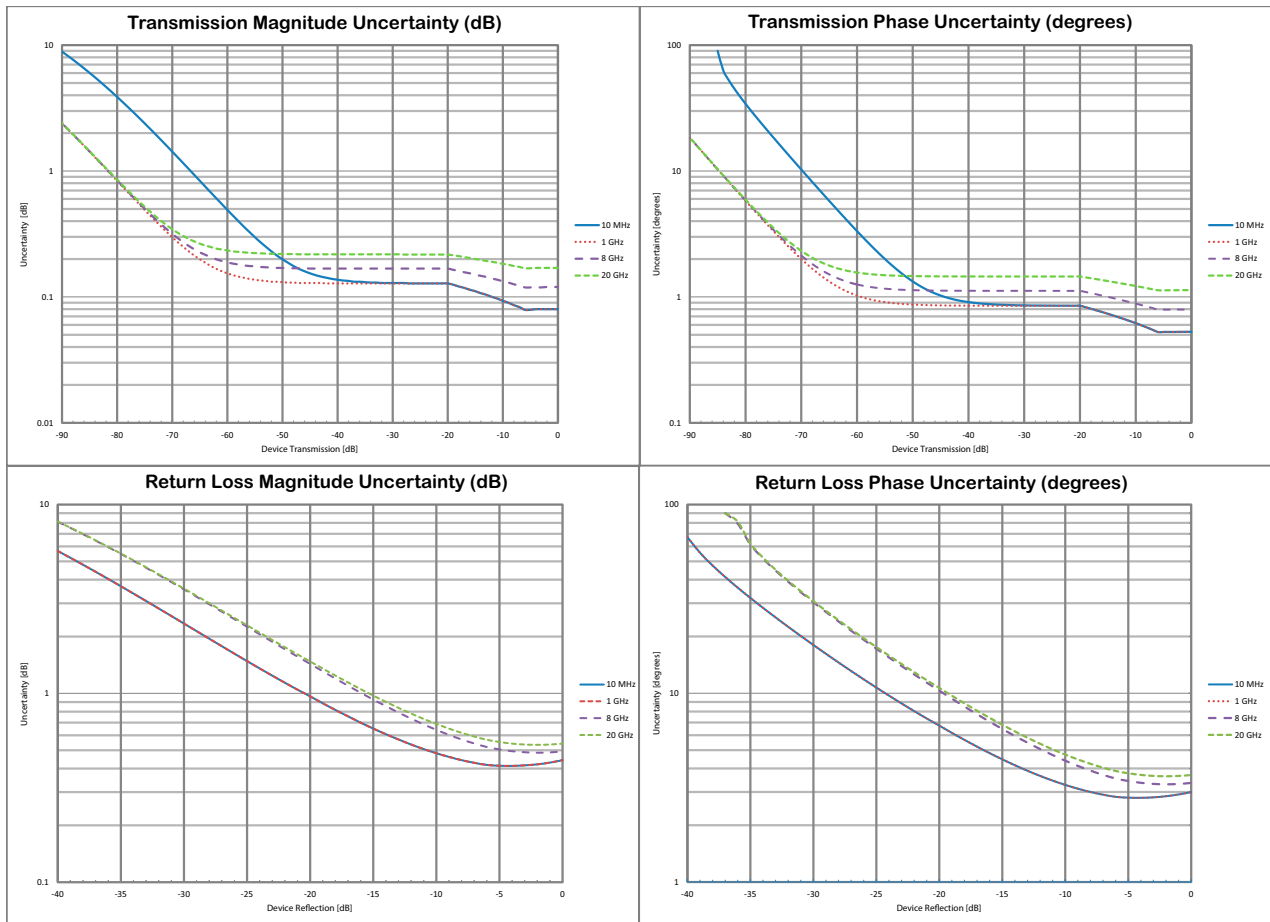 Transmission Magnitude Uncertainty (dB)
10
1
0.1
0.01
Uncertainty [dB]
-90 -80 -70 -60 -50 -40 -30 -20 -10 0
Device Transmission [dB]
10 MHz
1 GHz
8 GHz
20 GHz
Transmission Phase Uncertainty (degrees)
100
10
1
0.1
Uncertainty [degrees]
-90 -80 -70 -60 -50 -40 -30 -20 -10 0
Device Transmission [dB]
10 MHz
1 GHz
8 GHz
20 GHz
Return Loss Magnitude Uncertainty (dB)
10
1
0.1
Uncertainty [dB]
-40 -35 -30 -25 -20 -15 -10 -5 0
Device Reflection [dB]
10 MHz
1 GHz
8 GHz
20 GHz
Return Loss Phase Uncertainty (degrees)
100
10
1
Uncertainty [degrees]
-40 -35 -30 -25 -20 -15 -10 -5 0
Device Reflection [dB]
10 MHz
1 GHz
8 GHz
20 GHz